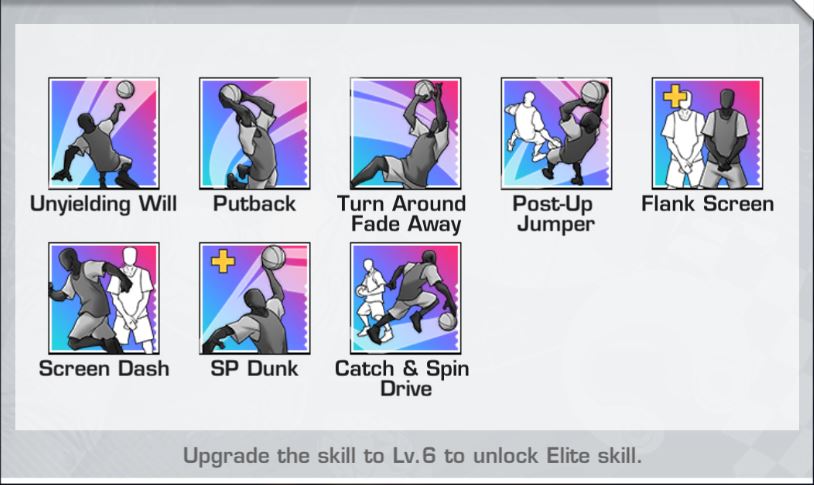 Unyielding Will
Putback
Turn Around
Fade Away
Post-Up
Jumper
Flank Screen
Screen Dash
SP Dunk
Catch & Spin
Drive
Upgrade the skill to Lv.6 to unlock Elite skill.